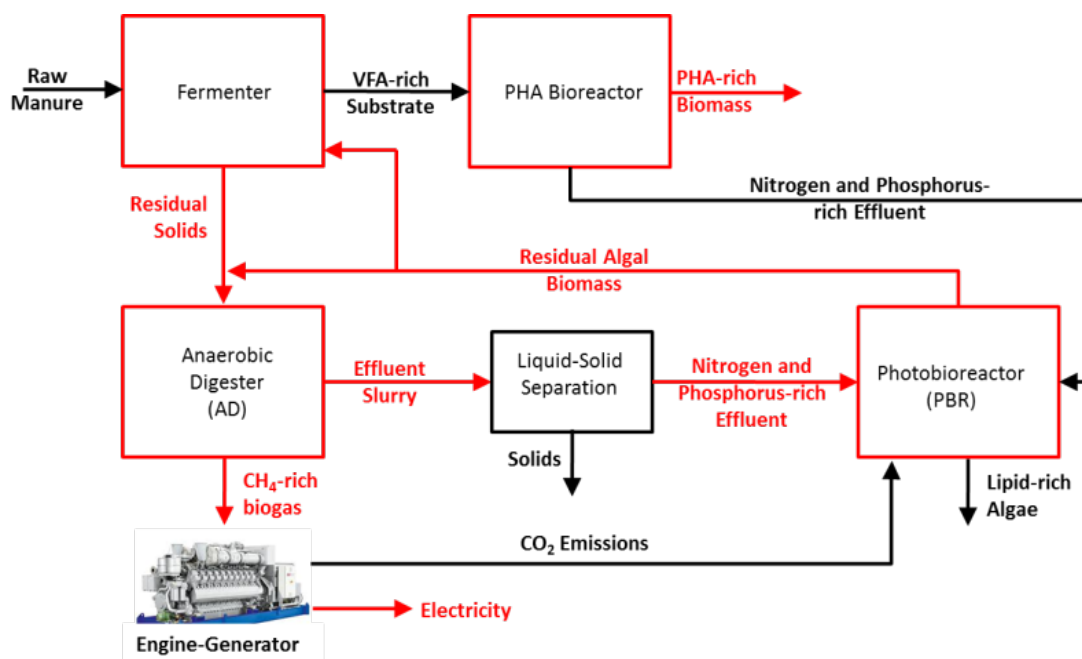 Raw
Manure
Fermenter
VFA-rich
Substrate
PHA Bioreactor
PHA-rich
Biomass
Nitrogen and Phosphorus-
rich Effluent
Residual
Solids
Residual Algal
Biomass
Anaerobic
Digester
(AD)
Effluent
Slurry
Liquid-Solid
Separation
Nitrogen and
Phosphorus-rich
Effluent
Photobioreactor
(PBR)
Solids
Lipid-rich
Algae
CH₄-rich
biogas
CO₂ Emissions
Electricity
Engine-Generator